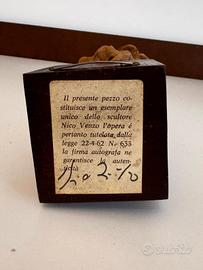 Il presente pezzo co-
stituisce un esemplare
unico dello scultore
Nico Venzo l'opera è
pertanto tutelata dalla
legge 22-4-62 N° 633
la firma autografa ne
garantisce la auten-
ticità
subito